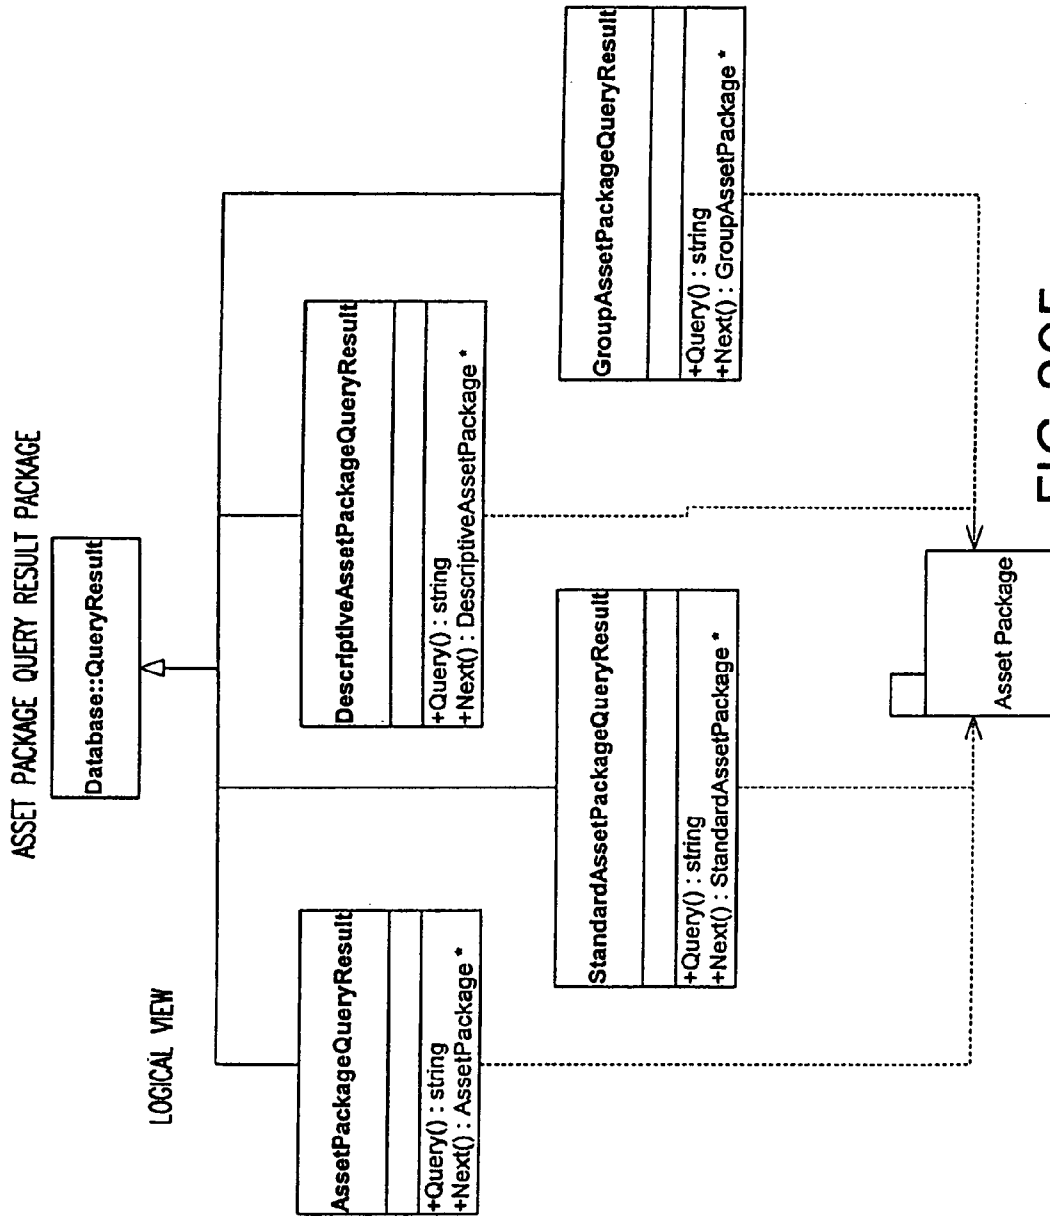 ASSET PACKAGE QUERY RESULT PACKAGE
LOGICAL VIEW
Database::QueryResult
AssetPackageQueryResult
+Query() : string
+Next() : AssetPackage *
DescriptiveAssetPackageQueryResult
+Query() : string
+Next() : DescriptiveAssetPackage *
StandardAssetPackageQueryResult
+Query() : string
+Next() : StandardAssetPackage *
GroupAssetPackageQueryResult
+Query() : string
+Next() : GroupAssetPackage *
Asset Package